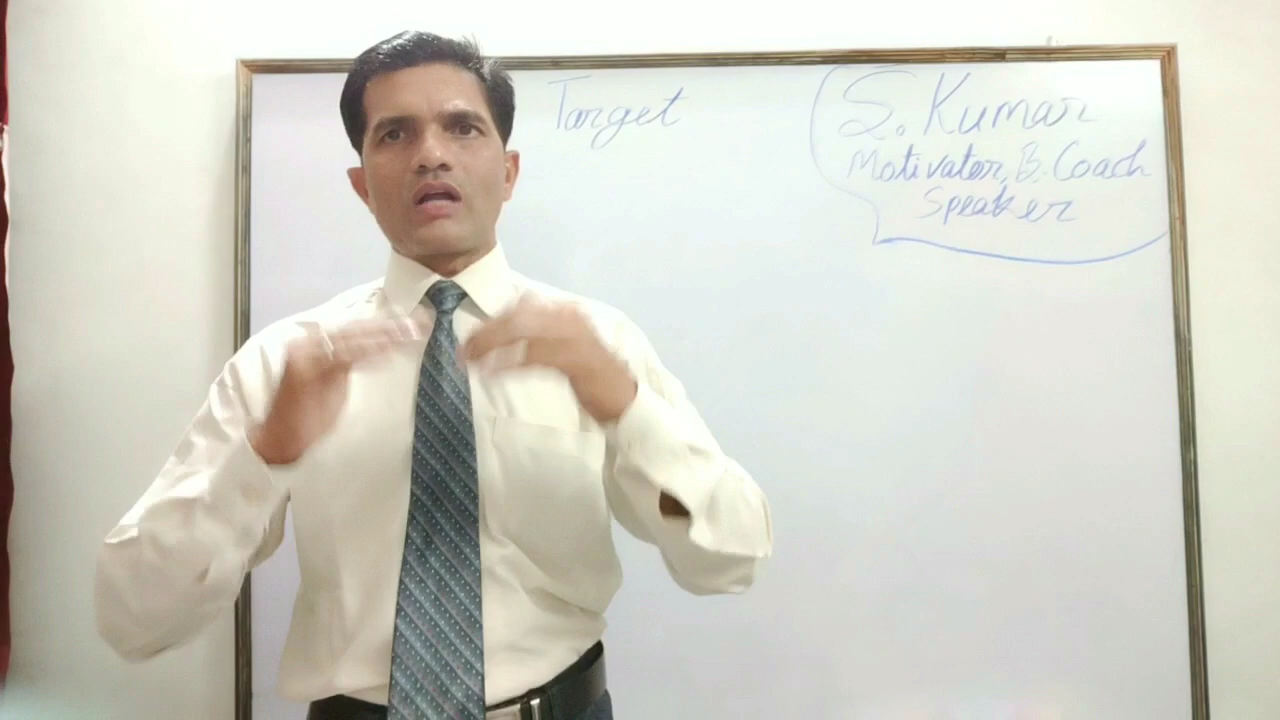 Target
S. Kumar
Motivator, B. Coach
Speaker